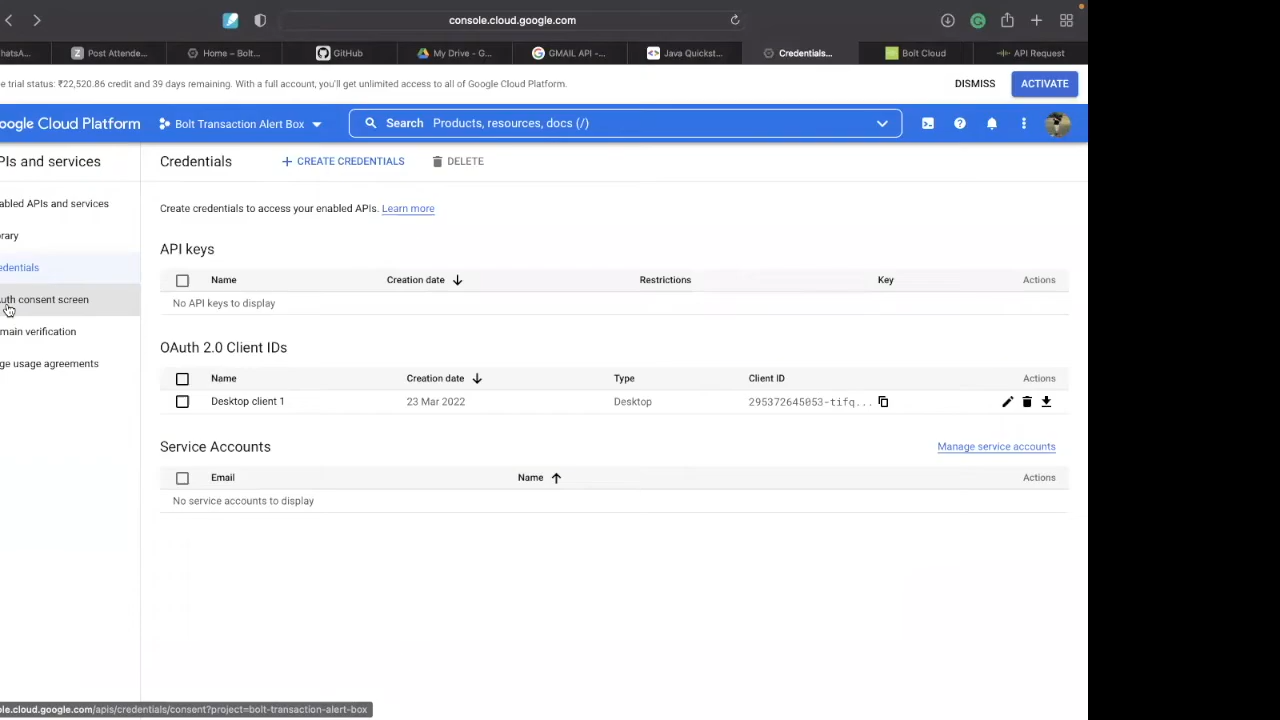 console.cloud.google.com
hatsA... Post Attende... Home – Bolt... GitHub My Drive - G... GMAIL API -... Java Quickst... Credentials... Bolt Cloud API Request
e trial status: ₹22,520.86 credit and 39 days remaining. With a full account, you'll get unlimited access to all of Google Cloud Platform. DISMISS ACTIVATE
oogle Cloud Platform Bolt Transaction Alert Box Search Products, resources, docs (/)
PIs and services Credentials + CREATE CREDENTIALS DELETE
abled APIs and services
rary
edentials
uth consent screen
main verification
ge usage agreements
Create credentials to access your enabled APIs. Learn more
API keys
Name Creation date Restrictions Key Actions
No API keys to display
OAuth 2.0 Client IDs
Name Creation date Type Client ID Actions
Desktop client 1 23 Mar 2022 Desktop 295372645053-tifq...
Service Accounts Manage service accounts
Email Name Actions
No service accounts to display
ole.cloud.google.com/apis/credentials/consent?project=bolt-transaction-alert-box